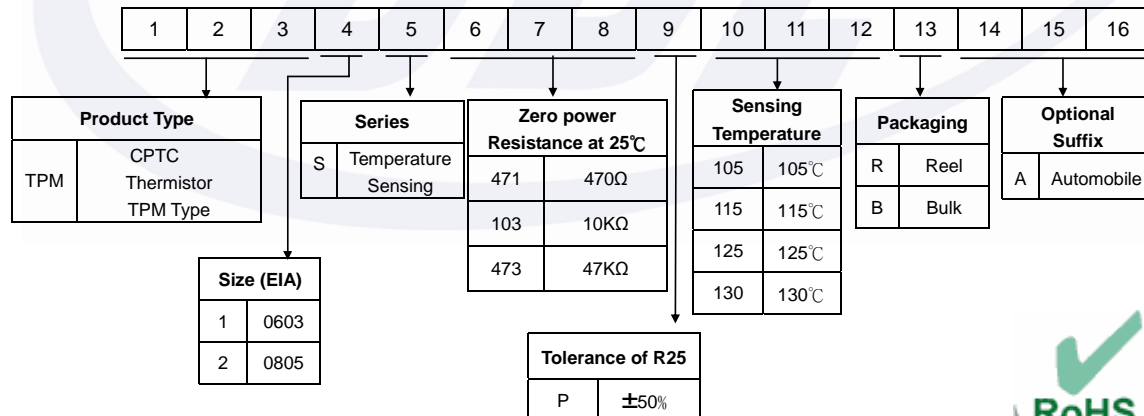 1 2 3 4 5 6 7 8 9 10 11 12 13 14 15 16
Product Type
TPM
CPTC
Thermistor
TPM Type
Size (EIA)
1 0603
2 0805
Series
S
Temperature
Sensing
Zero power
Resistance at 25℃
471 470Ω
103 10KΩ
473 47KΩ
Tolerance of R25
P ±50%
Sensing
Temperature
105 105℃
115 115℃
125 125℃
130 130℃
Packaging
R Reel
B Bulk
Optional
Suffix
A Automobile
RoHS